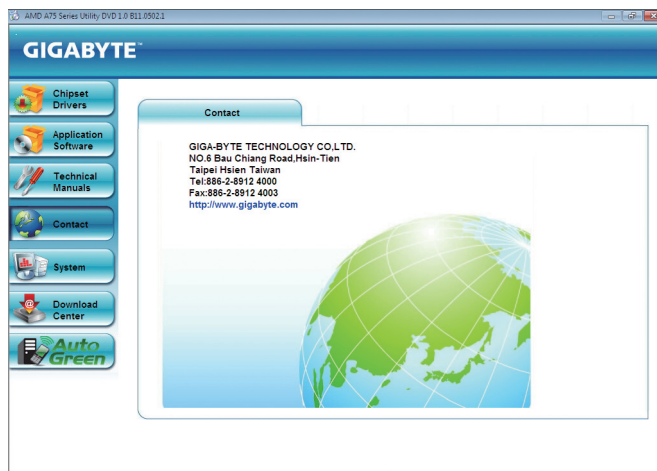 AMD A75 Series Utility DVD 1.0 B11.0502.1
GIGABYTE™
Chipset
Drivers
Application
Software
Technical
Manuals
Contact
System
Download
Center
Auto
Green
Contact
GIGA-BYTE TECHNOLOGY CO,LTD.
NO.6 Bau Chiang Road,Hsin-Tien
Taipei Hsien Taiwan
Tel:886-2-8912 4000
Fax:886-2-8912 4003
http://www.gigabyte.com